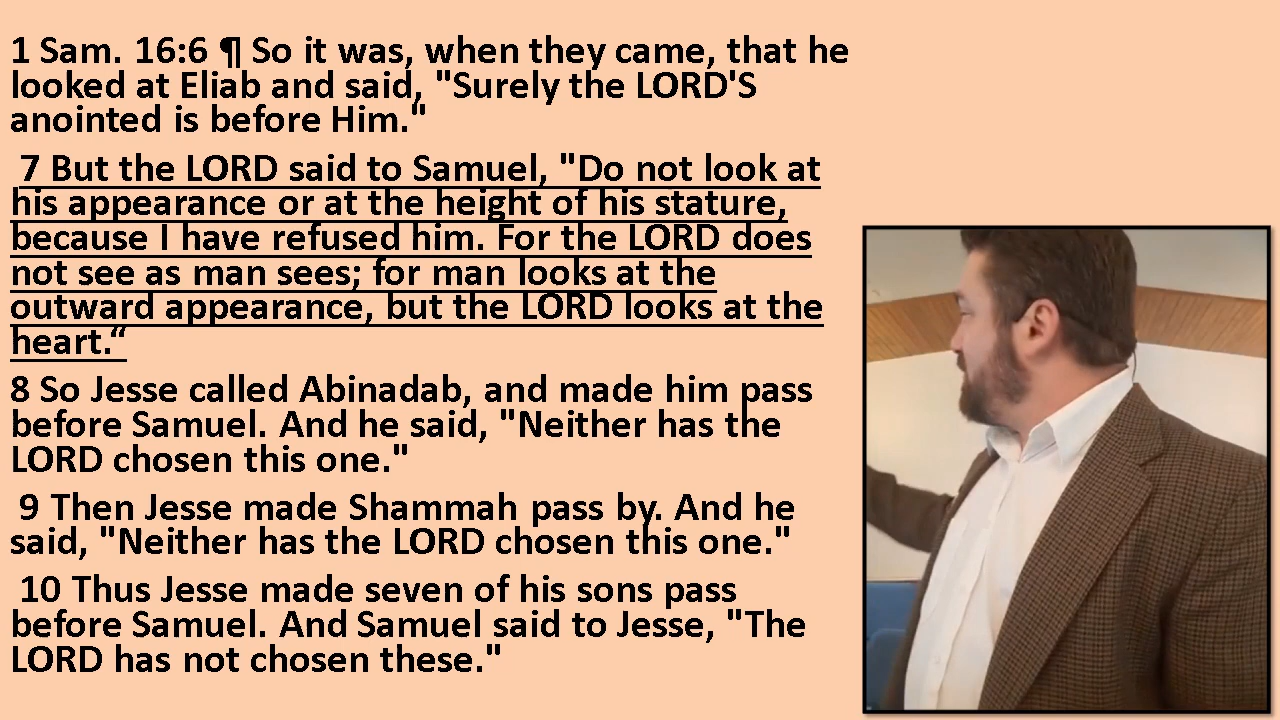 1 Sam. 16:6 ¶ So it was, when they came, that he
looked at Eliab and said, "Surely the LORD'S
anointed is before Him."
7 But the LORD said to Samuel, "Do not look at
his appearance or at the height of his stature,
because I have refused him. For the LORD does
not see as man sees; for man looks at the
outward appearance, but the LORD looks at the
heart.“
8 So Jesse called Abinadab, and made him pass
before Samuel. And he said, "Neither has the
LORD chosen this one."
9 Then Jesse made Shammah pass by. And he
said, "Neither has the LORD chosen this one."
10 Thus Jesse made seven of his sons pass
before Samuel. And Samuel said to Jesse, "The
LORD has not chosen these."